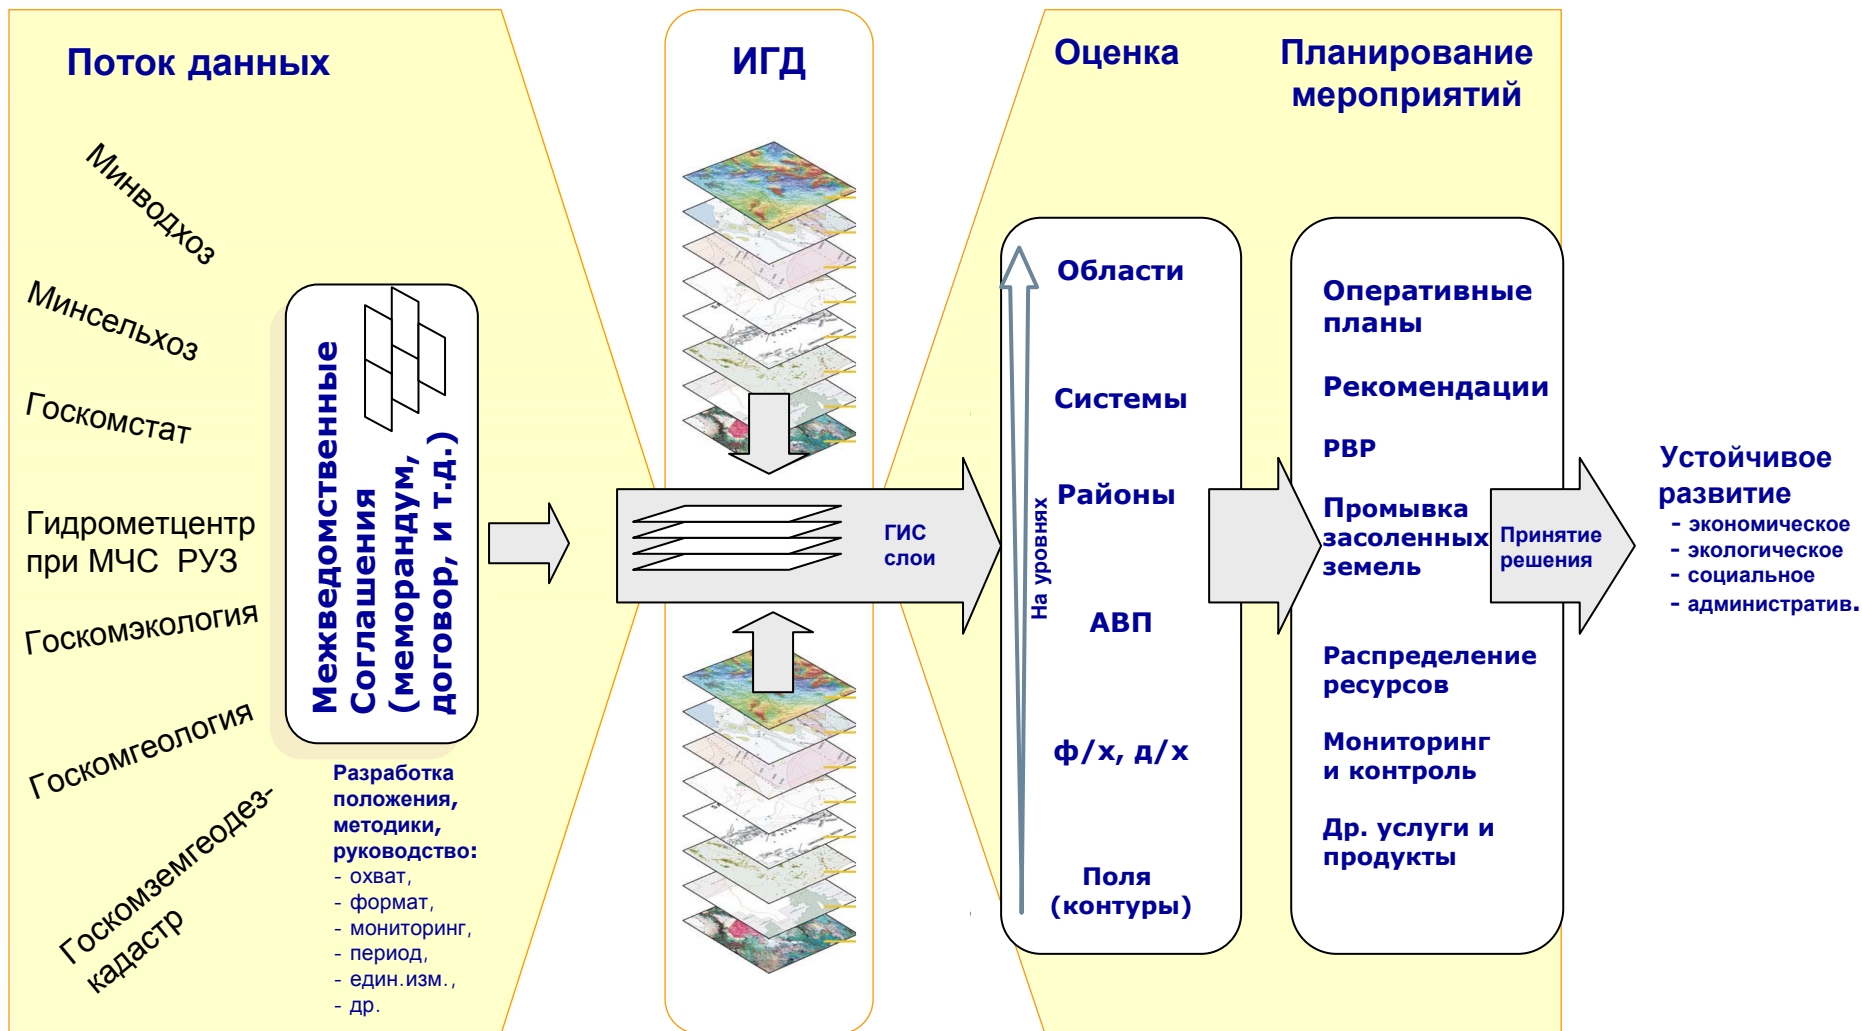 Поток данных
Минводхоз
Минсельхоз
Госкомстат
Гидрометцентр
при МЧС РУЗ
Госкомэкология
Госкомгеология
Госкомземгеодез-
кадастр
Межведомственные
Соглашения
(меморандум,
договор, и т.д.)
Разработка
положения,
методики,
руководство:
- охват,
- формат,
- мониторинг,
- период,
- един.изм.,
- др.
ИГД
ГИС
слои
Оценка
На уровнях
Области
Системы
Районы
АВП
ф/х, д/х
Поля
(контуры)
Планирование
мероприятий
Оперативные
планы
Рекомендации
РВР
Промывка
засоленных
земель
Распределение
ресурсов
Мониторинг
и контроль
Др. услуги и
продукты
Принятие
решения
Устойчивое
развитие
- экономическое
- экологическое
- социальное
- административ.